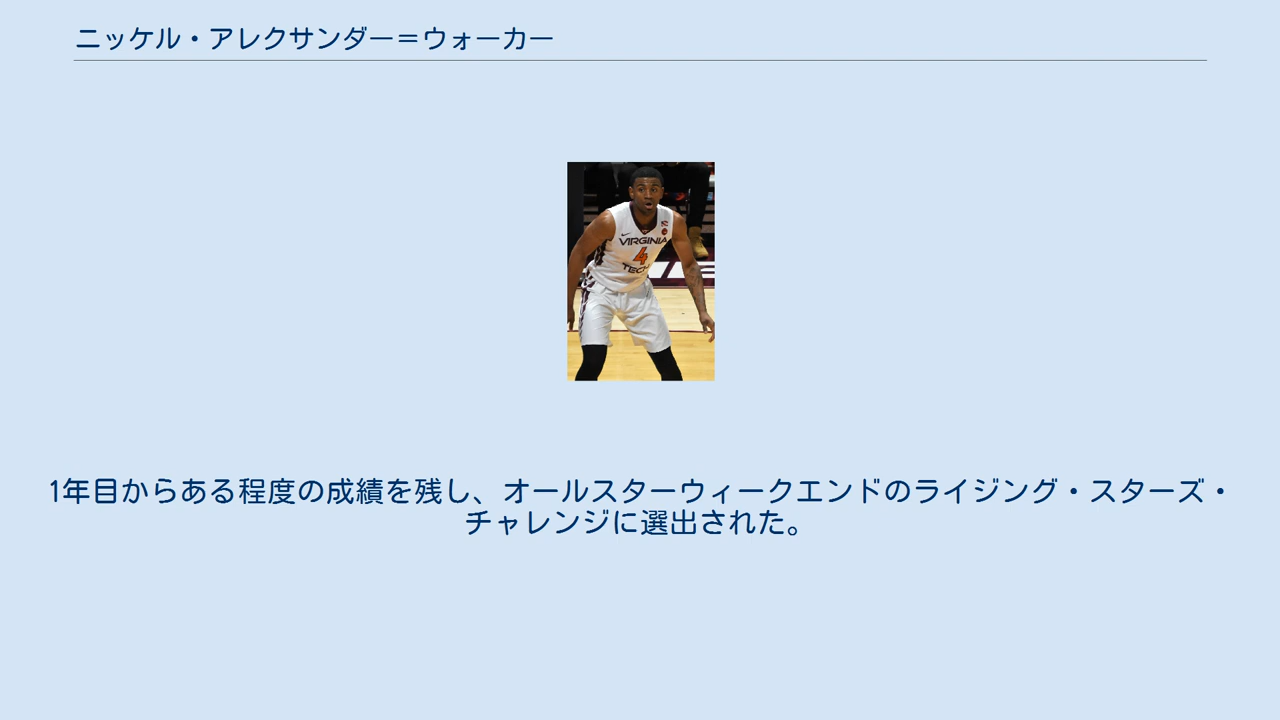 ニッケル・アレクサンダー＝ウォーカー
VIRGINIA
4
TECH
1年目からある程度の成績を残し、オールスターウィークエンドのライジング・スターズ・
チャレンジに選出された。